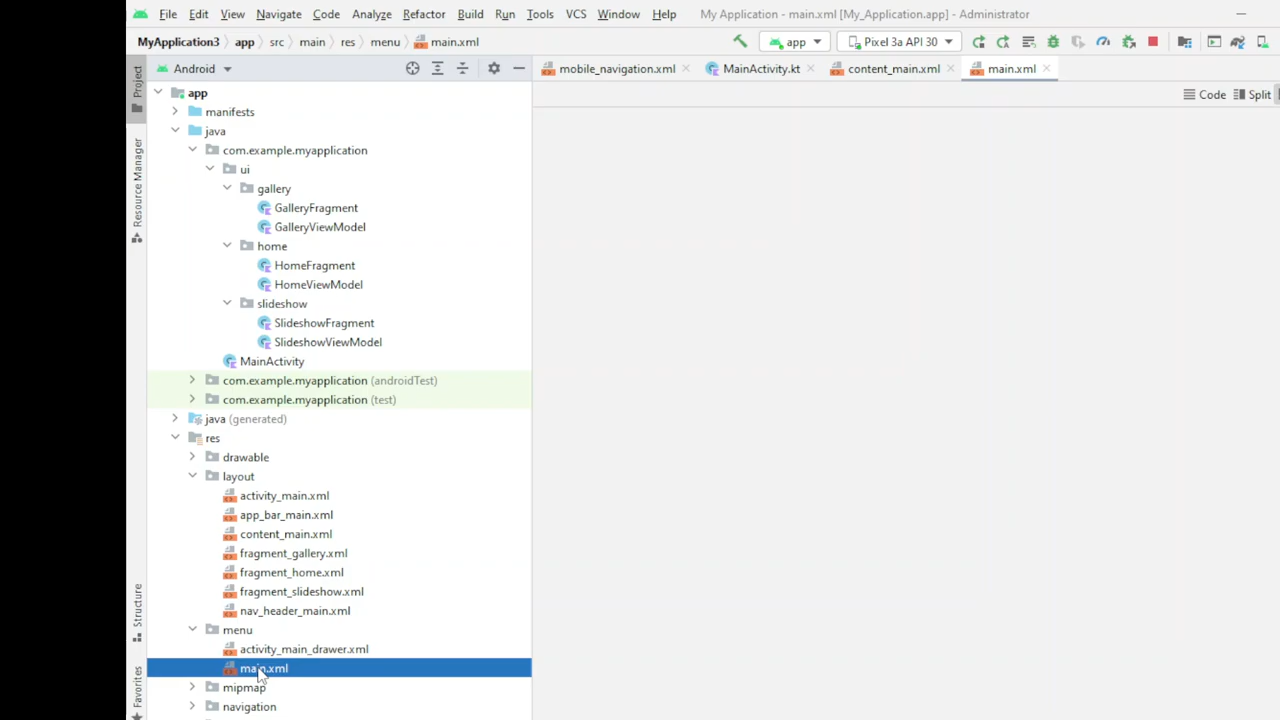 File Edit View Navigate Code Analyze Refactor Build Run Tools VCS Window Help My Application - main.xml [My_Application.app] - Administrator
MyApplication3 app src main res menu main.xml app Pixel 3a API 30
Project
Resource Manager
Structure
Favorites
Android
mobile_navigation.xml MainActivity.kt content_main.xml main.xml
Code Split
app
manifests
java
com.example.myapplication
ui
gallery
GalleryFragment
GalleryViewModel
home
HomeFragment
HomeViewModel
slideshow
SlideshowFragment
SlideshowViewModel
MainActivity
com.example.myapplication (androidTest)
com.example.myapplication (test)
java (generated)
res
drawable
layout
activity_main.xml
app_bar_main.xml
content_main.xml
fragment_gallery.xml
fragment_home.xml
fragment_slideshow.xml
nav_header_main.xml
menu
activity_main_drawer.xml
main.xml
mipmap
navigation